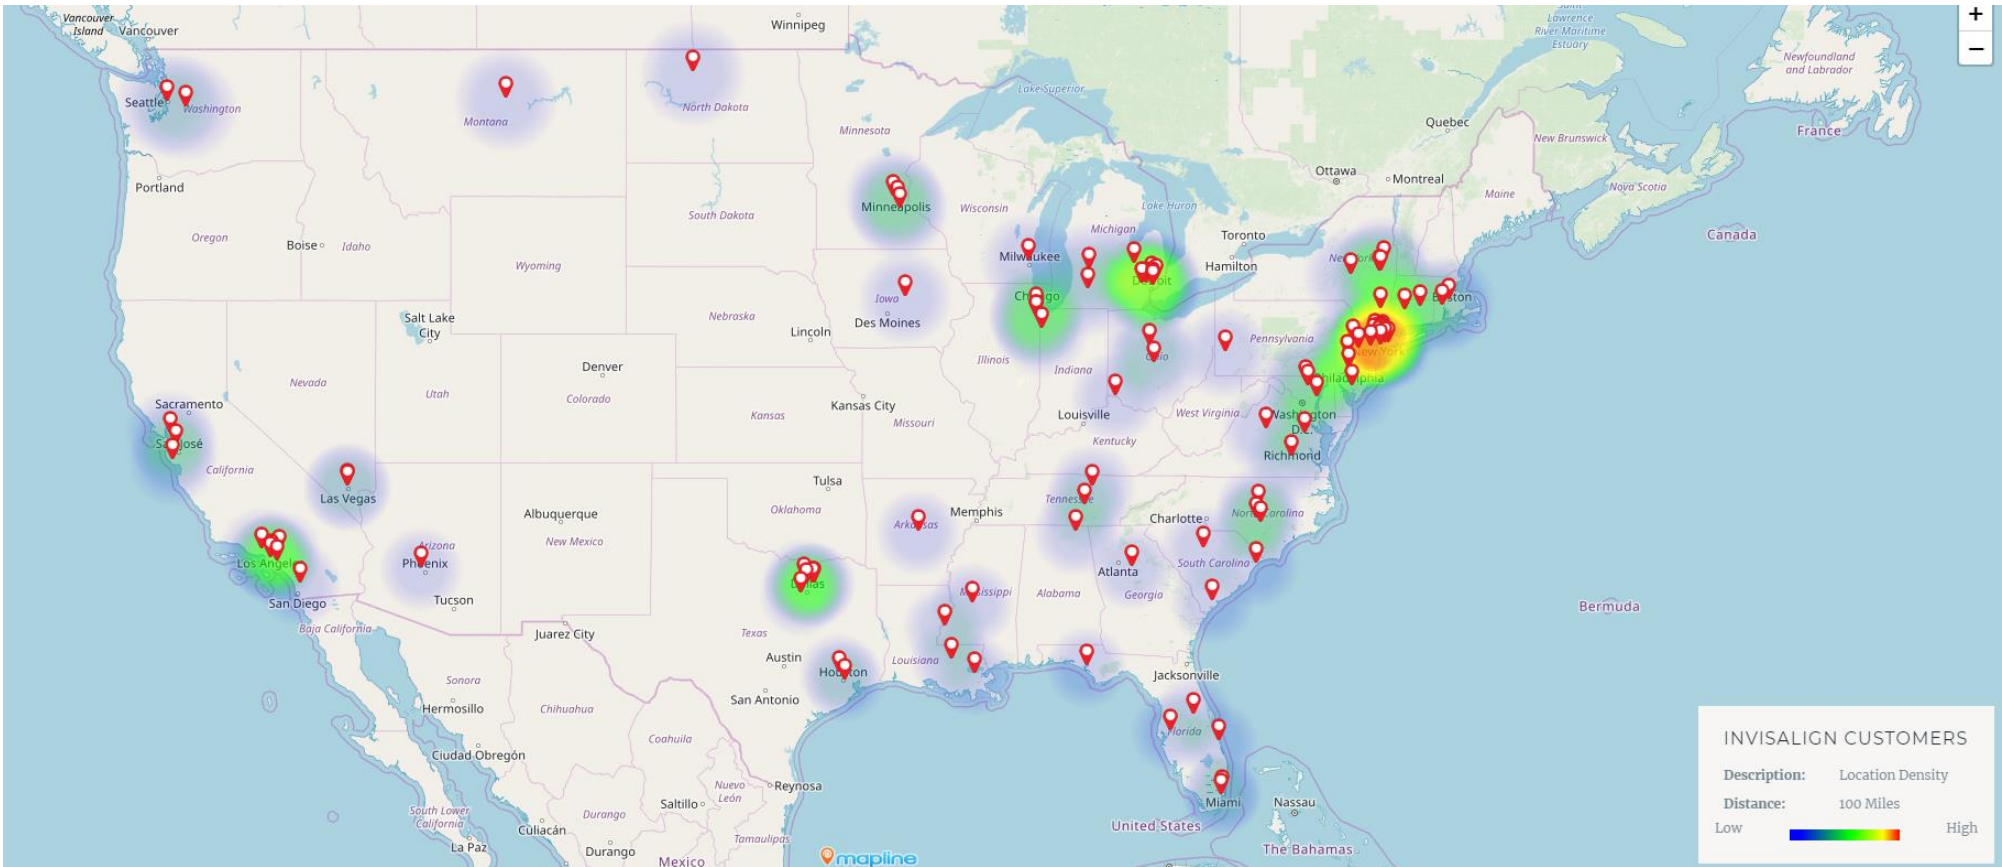 Vancouver
Island
Vancouver
Winnipeg
Saint
Lawrence
River Maritime
Estuary
+
−
Newfoundland
and Labrador
Seattle
Washington
Montana
North Dakota
Lake Superior
Minnesota
Quebec
New Brunswick
France
Portland
Ottawa
Montreal
Maine
Nova Scotia
Minneapolis
Wisconsin
Lake Huron
Michigan
South Dakota
Oregon
Boise
Idaho
Wyoming
Toronto
Hamilton
Milwaukee
New York
Canada
Detroit
Chicago
Boston
Iowa
Des Moines
Salt Lake
City
Nebraska
Lincoln
Pennsylvania
New York
Ohio
Illinois
Indiana
Denver
Nevada
Utah
Colorado
Philadelphia
Sacramento
Kansas
Kansas City
Missouri
Louisville
West Virginia
Washington
D.C.
Kentucky
San José
California
Richmond
Las Vegas
Tulsa
Tennessee
Albuquerque
Oklahoma
Arkansas
Memphis
Charlotte
North Carolina
New Mexico
Arizona
Los Angeles
Phoenix
Dallas
Atlanta
South Carolina
San Diego
Tucson
Mississippi
Alabama
Georgia
Bermuda
Baja California
Juarez City
Texas
Austin
Houston
Louisiana
Jacksonville
Sonora
San Antonio
Hermosillo
Chihuahua
Florida
Coahuila
Ciudad Obregón
Nuevo
León
Reynosa
Saltillo
Miami
Nassau
South Lower
California
Durango
Culiacán
Tamaulipas
United States
La Paz
Durango
Mexico
mapline
The Bahamas
INVISALIGN CUSTOMERS
Description: Location Density
Distance: 100 Miles
Low High